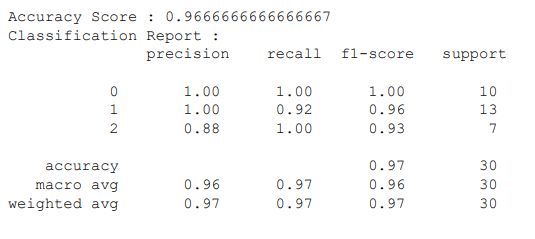 Accuracy Score : 0.9666666666666667
Classification Report :
precision recall f1-score support
0 1.00 1.00 1.00 10
1 1.00 0.92 0.96 13
2 0.88 1.00 0.93 7
accuracy 0.97 30
macro avg 0.96 0.97 0.96 30
weighted avg 0.97 0.97 0.97 30